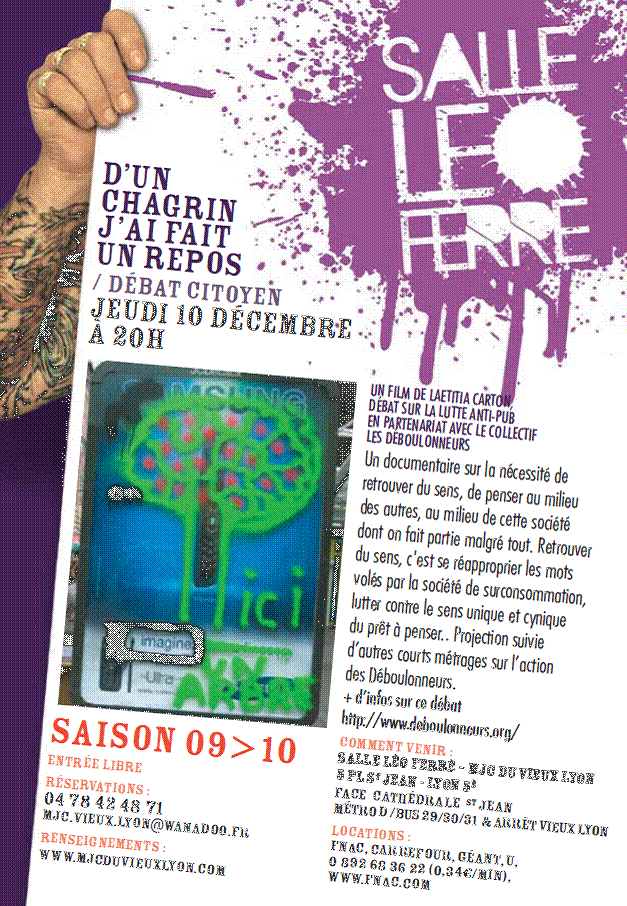 SALLE
LÉO
FERRÉ
D'UN
CHAGRIN
J'AI FAIT
UN REPOS
/ DÉBAT CITOYEN
JEUDI 10 DÉCEMBRE
À 20H
SAMSUNG
ici
imagine
Ultra
UN
ARBRE
UN FILM DE LAETITIA CARTON,
DÉBAT SUR LA LUTTE ANTI-PUB
EN PARTENARIAT AVEC LE COLLECTIF
LES DÉBOULONNEURS
Un documentaire sur la nécessité de
retrouver du sens, de penser au milieu
des autres, au milieu de cette société
dont on fait partie malgré tout. Retrouver
du sens, c'est se réapproprier les mots
volés par la société de surconsommation,
lutter contre le sens unique et cynique
du prêt à penser.. Projection suivie
d'autres courts métrages sur l'action
des Déboulonneurs.
+ d'infos sur ce débat
http://www.deboulonneurs.org/
SAISON 09>10
ENTRÉE LIBRE
RÉSERVATIONS :
04 78 42 48 71
MJC.VIEUX.LYON@WANADOO.FR
RENSEIGNEMENTS :
WWW.MJCDUVIEUXLYON.COM
COMMENT VENIR :
SALLE LÉO FERRÉ - MJC DU VIEUX LYON
5 PL ST JEAN - LYON 5È
FACE CATHÉDRALE ST JEAN
MÉTRO D / BUS 29/30/31 & ARRÊT VIEUX LYON
LOCATIONS :
FNAC, CARREFOUR, GÉANT, U,
0 892 68 36 22 (0.34€/MIN),
WWW.FNAC.COM